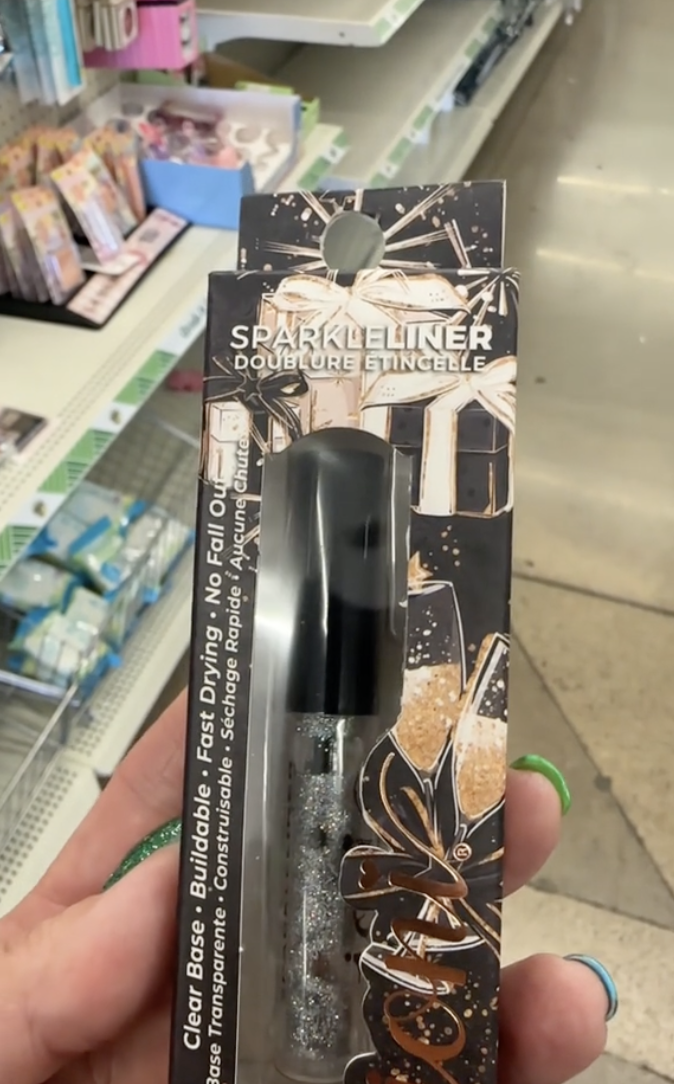 SPARKLELINER
DOUBLURE ÉTINCELLE
Clear Base • Buildable • Fast Drying • No Fall Out
Base Transparente • Construisable • Séchage Rapide • Aucune Chute